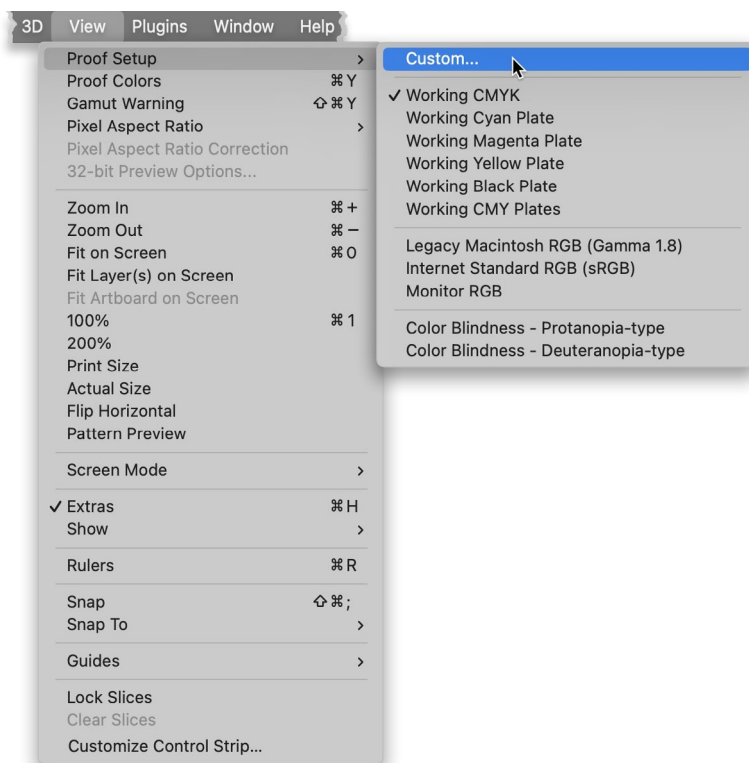 3D View Plugins Window Help
Proof Setup >
Proof Colors ⌘Y
Gamut Warning ⇧⌘Y
Pixel Aspect Ratio >
Pixel Aspect Ratio Correction
32-bit Preview Options...
Zoom In ⌘+
Zoom Out ⌘−
Fit on Screen ⌘0
Fit Layer(s) on Screen
Fit Artboard on Screen
100% ⌘1
200%
Print Size
Actual Size
Flip Horizontal
Pattern Preview
Screen Mode >
✓ Extras ⌘H
Show >
Rulers ⌘R
Snap ⇧⌘;
Snap To >
Guides >
Lock Slices
Clear Slices
Customize Control Strip...
Custom...
✓ Working CMYK
Working Cyan Plate
Working Magenta Plate
Working Yellow Plate
Working Black Plate
Working CMY Plates
Legacy Macintosh RGB (Gamma 1.8)
Internet Standard RGB (sRGB)
Monitor RGB
Color Blindness - Protanopia-type
Color Blindness - Deuteranopia-type